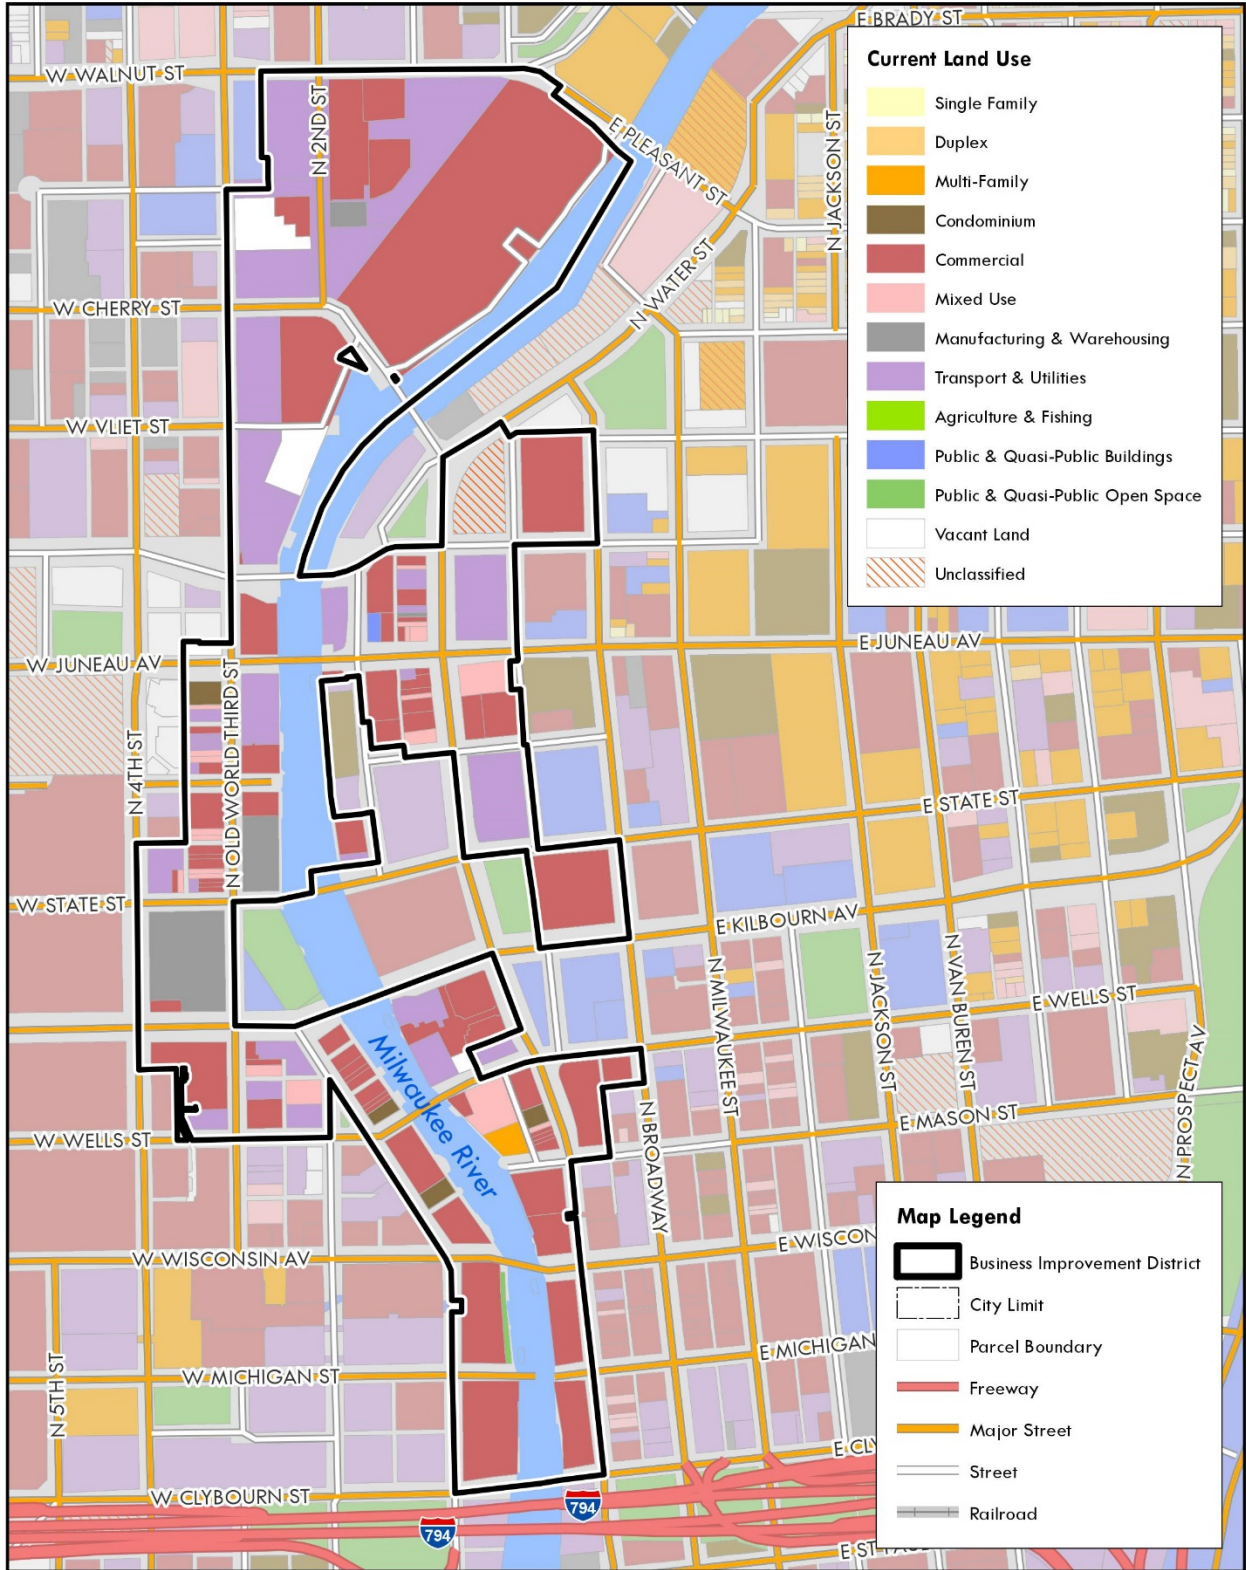 E BRADY ST
W WALNUT ST
N 2ND ST
E PLEASANT ST
N JACKSON ST
N WATER ST
W CHERRY ST
W VLIET ST
W JUNEAU AV
E JUNEAU AV
N 4TH ST
N OLD WORLD THIRD ST
E STATE ST
W STATE ST
E KILBOURN AV
N MILWAUKEE ST
N JACKSON ST
N VAN BUREN ST
E WELLS ST
N PROSPECT AV
Milwaukee River
E MASON ST
W WELLS ST
N BROADWAY
W WISCONSIN AV
E WISCON
E MICHIGAN
W MICHIGAN ST
N 5TH ST
E CLY
W CLYBOURN ST
794
794
E ST PAU
Current Land Use
Single Family
Duplex
Multi-Family
Condominium
Commercial
Mixed Use
Manufacturing & Warehousing
Transport & Utilities
Agriculture & Fishing
Public & Quasi-Public Buildings
Public & Quasi-Public Open Space
Vacant Land
Unclassified
Map Legend
Business Improvement District
City Limit
Parcel Boundary
Freeway
Major Street
Street
Railroad